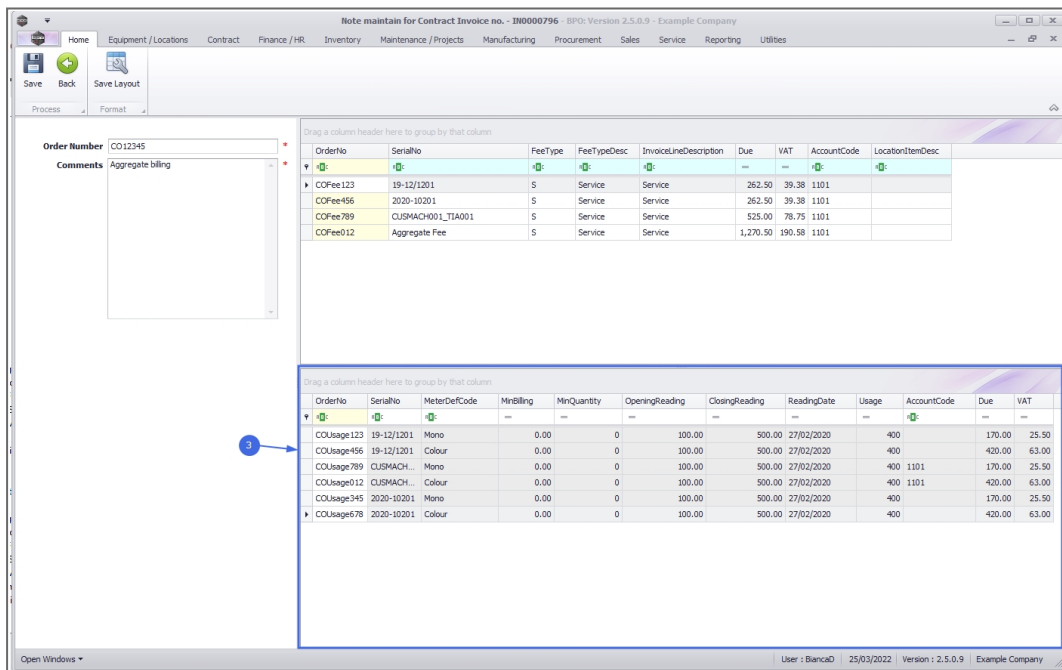 Note maintain for Contract Invoice no. - IN0000796 - BPO: Version 2.5.0.9 - Example Company
Home Equipment / Locations Contract Finance / HR Inventory Maintenance / Projects Manufacturing Procurement Sales Service Reporting Utilities
Save Back Save Layout
Process Format
Order Number CO12345 *
Comments Aggregate billing *
Drag a column header here to group by that column
OrderNo SerialNo FeeType FeeTypeDesc InvoiceLineDescription Due VAT AccountCode LocationItemDesc
COFee123 19-12/1201 S Service Service 262.50 39.38 1101
COFee456 2020-10201 S Service Service 262.50 39.38 1101
COFee789 CUSMACH001_TIA001 S Service Service 525.00 78.75 1101
COFee012 Aggregate Fee S Service Service 1,270.50 190.58 1101
Drag a column header here to group by that column
OrderNo SerialNo MeterDefCode MinBilling MinQuantity OpeningReading ClosingReading ReadingDate Usage AccountCode Due VAT
COUsage123 19-12/1201 Mono 0.00 0 100.00 500.00 27/02/2020 400 170.00 25.50
3
COUsage456 19-12/1201 Colour 0.00 0 100.00 500.00 27/02/2020 400 420.00 63.00
COUsage789 CUSMACH... Mono 0.00 0 100.00 500.00 27/02/2020 400 1101 170.00 25.50
COUsage012 CUSMACH... Colour 0.00 0 100.00 500.00 27/02/2020 400 1101 420.00 63.00
COUsage345 2020-10201 Mono 0.00 0 100.00 500.00 27/02/2020 400 170.00 25.50
COUsage678 2020-10201 Colour 0.00 0 100.00 500.00 27/02/2020 400 420.00 63.00
Open Windows User : BiancaD 25/03/2022 Version : 2.5.0.9 Example Company